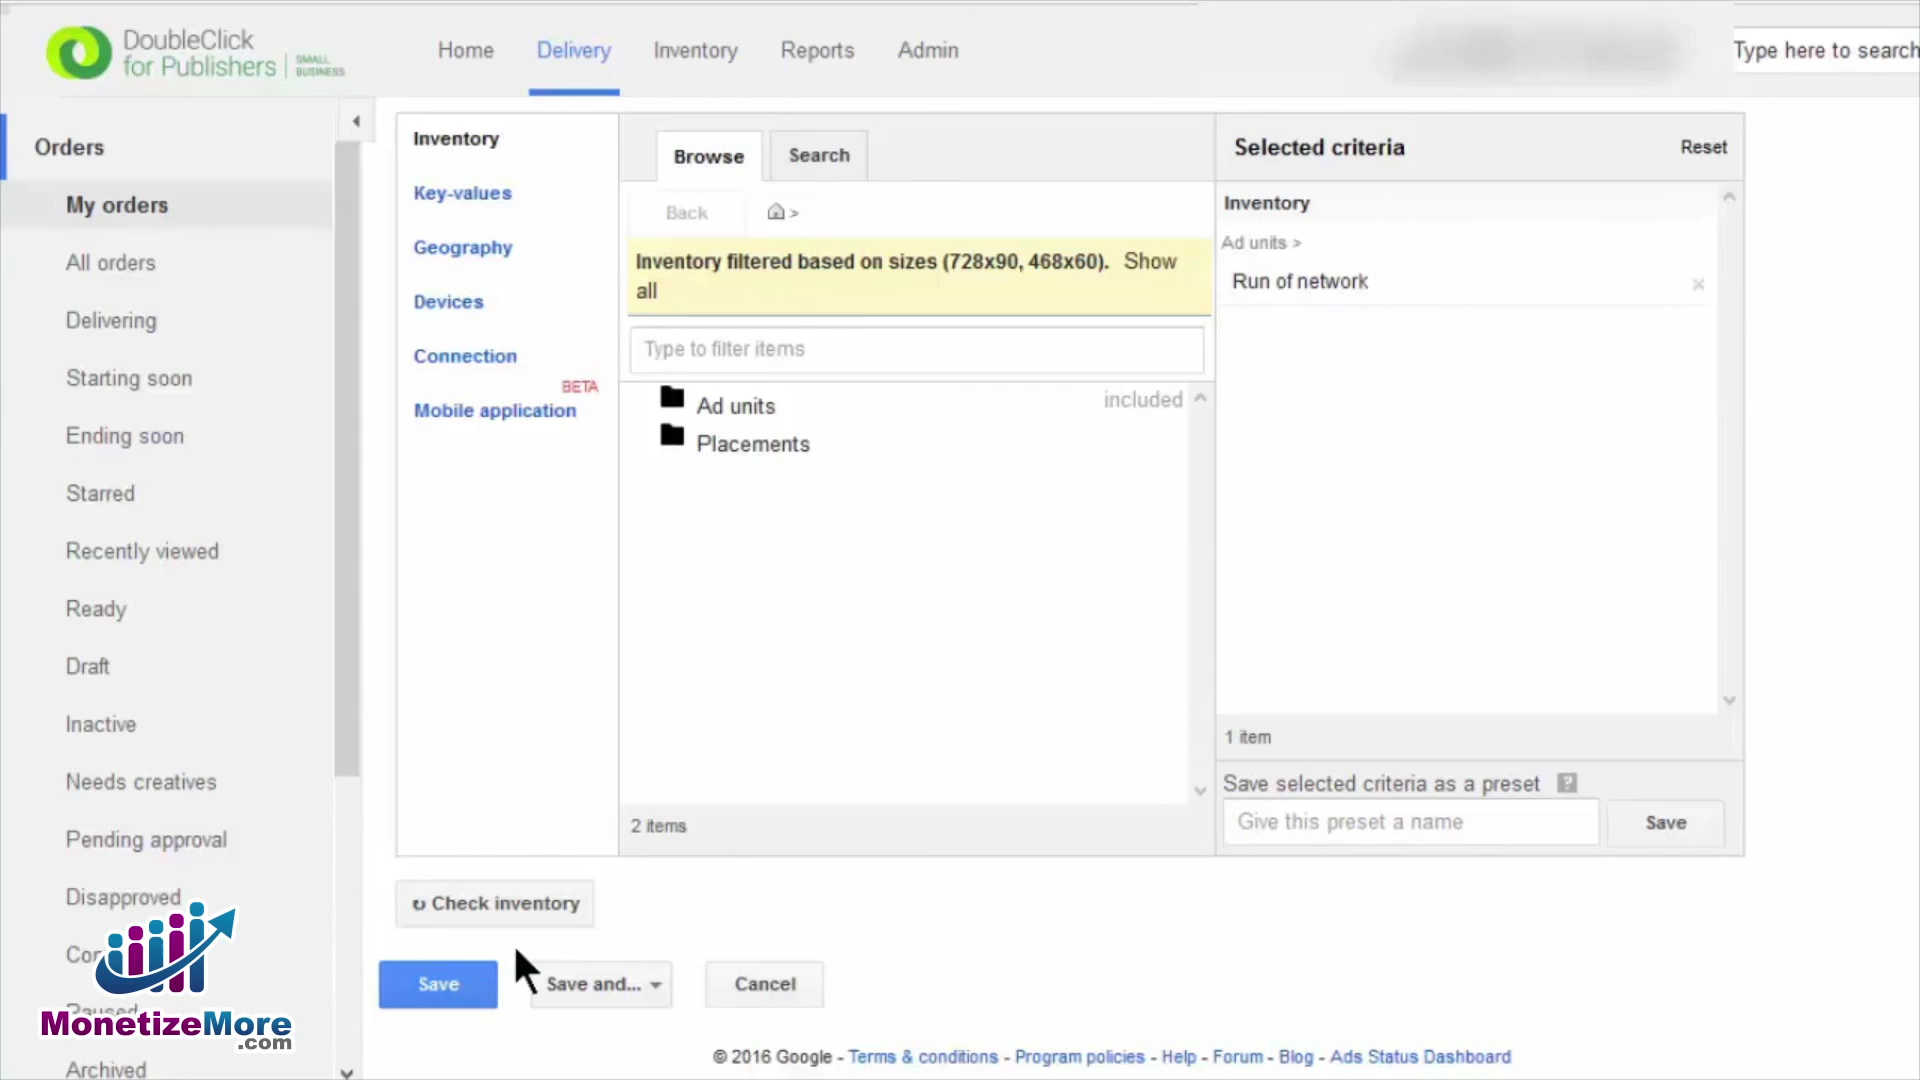 DoubleClick
for Publishers
SMALL
BUSINESS
Home
Delivery
Inventory
Reports
Admin
Type here to search
Orders
My orders
All orders
Delivering
Starting soon
Ending soon
Starred
Recently viewed
Ready
Draft
Inactive
Needs creatives
Pending approval
Disapproved
Paused
Archived
Inventory
Key-values
Geography
Devices
Connection
BETA
Mobile application
Browse
Search
Back
>
Inventory filtered based on sizes (728x90, 468x60). Show
all
Type to filter items
Ad units
included
Placements
2 items
Selected criteria
Reset
Inventory
Ad units >
Run of network
1 item
Save selected criteria as a preset ?
Give this preset a name
Save
Check inventory
Save
Save and...
Cancel
MonetizeMore
.com
© 2016 Google - Terms & conditions - Program policies - Help - Forum - Blog - Ads Status Dashboard